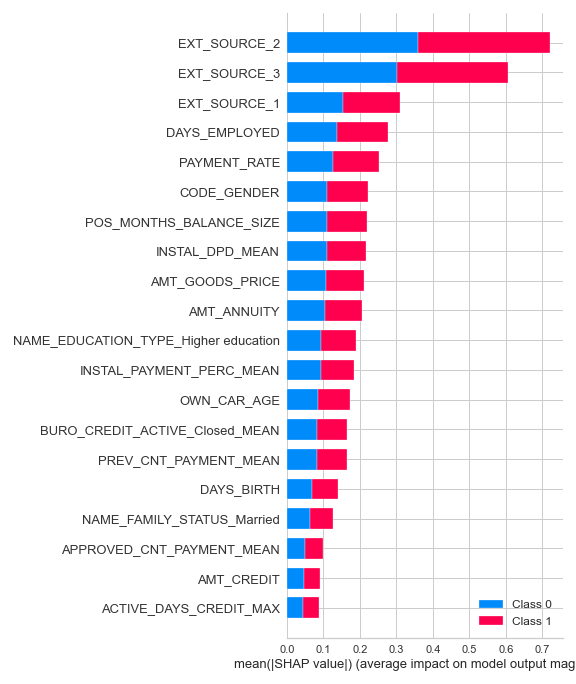 EXT_SOURCE_2
EXT_SOURCE_3
EXT_SOURCE_1
DAYS_EMPLOYED
PAYMENT_RATE
CODE_GENDER
POS_MONTHS_BALANCE_SIZE
INSTAL_DPD_MEAN
AMT_GOODS_PRICE
AMT_ANNUITY
NAME_EDUCATION_TYPE_Higher education
INSTAL_PAYMENT_PERC_MEAN
OWN_CAR_AGE
BURO_CREDIT_ACTIVE_Closed_MEAN
PREV_CNT_PAYMENT_MEAN
DAYS_BIRTH
NAME_FAMILY_STATUS_Married
APPROVED_CNT_PAYMENT_MEAN
AMT_CREDIT
ACTIVE_DAYS_CREDIT_MAX
Class 0
Class 1
0.0 0.1 0.2 0.3 0.4 0.5 0.6 0.7
mean(|SHAP value|) (average impact on model output mag